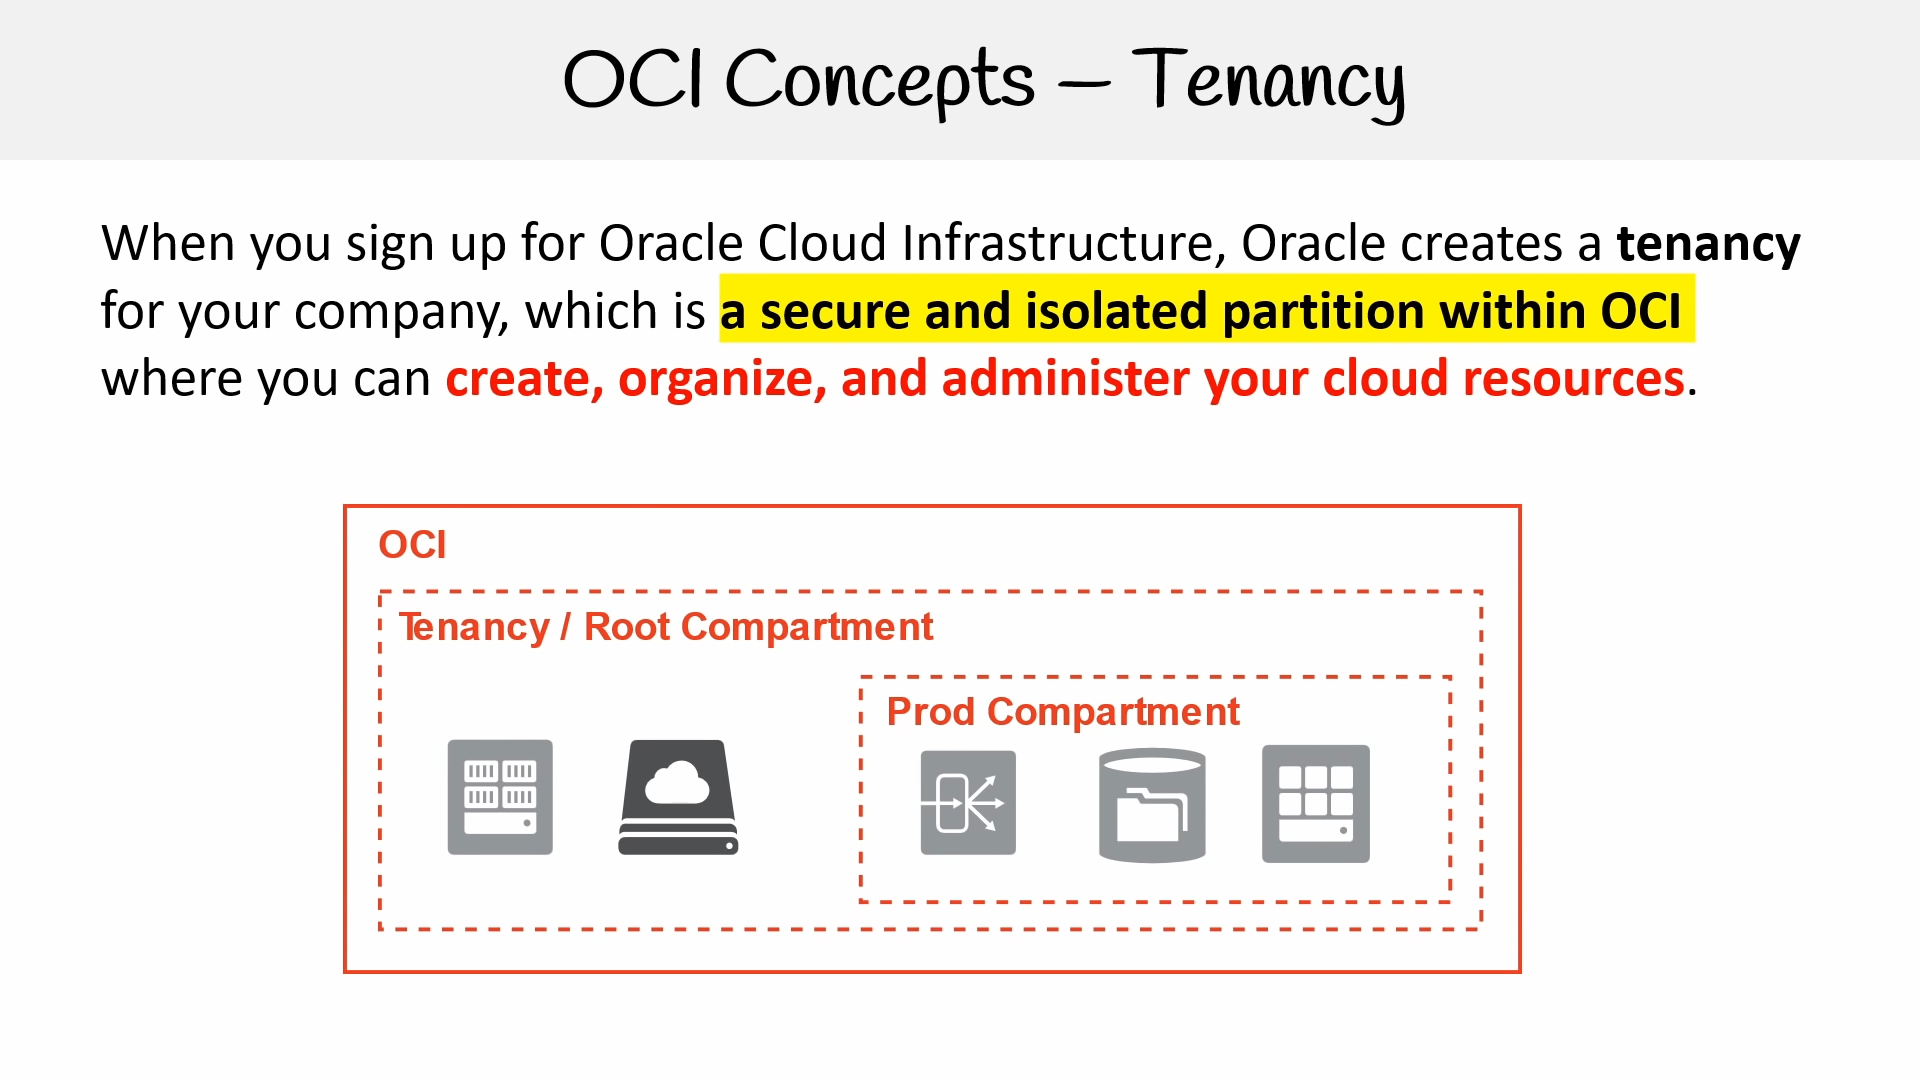 OCI Concepts – Tenancy
When you sign up for Oracle Cloud Infrastructure, Oracle creates a tenancy
for your company, which is a secure and isolated partition within OCI
where you can create, organize, and administer your cloud resources.
OCI
Tenancy / Root Compartment
Prod Compartment